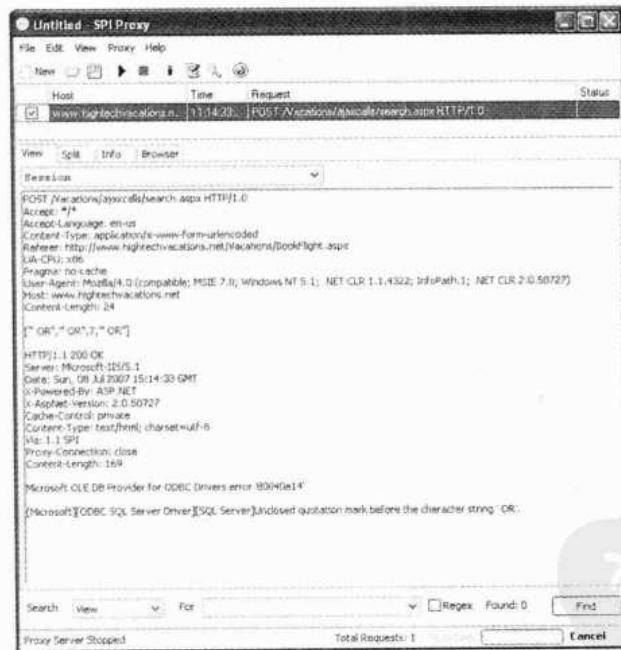 Untitled - SPI Proxy
File Edit View Proxy Help
New
Host Time Request Status
www.hightechvacations.n.. 11:14:33.. POST /Vacations/ajaxcalls/search.aspx HTTP/1.0
View Split Info Browser
Session
POST /Vacations/ajaxcalls/search.aspx HTTP/1.0
Accept: */*
Accept-Language: en-us
Content-Type: application/x-www-form-urlencoded
Referer: http://www.hightechvacations.net/Vacations/BookFlight.aspx
UA-CPU: x86
Pragma: no-cache
User-Agent: Mozilla/4.0 (compatible; MSIE 7.0; Windows NT 5.1; .NET CLR 1.1.4322; InfoPath.1; .NET CLR 2.0.50727)
Host: www.hightechvacations.net
Content-Length: 24
["' OR","' OR",7,"' OR"]
HTTP/1.1 200 OK
Server: Microsoft-IIS/5.1
Date: Sun, 08 Jul 2007 15:14:33 GMT
X-Powered-By: ASP.NET
X-AspNet-Version: 2.0.50727
Cache-Control: private
Content-Type: text/html; charset=utf-8
Via: 1.1 SPI
Proxy-Connection: close
Content-Length: 169
Microsoft OLE DB Provider for ODBC Drivers error '80040e14'
[Microsoft][ODBC SQL Server Driver][SQL Server]Unclosed quotation mark before the character string ' OR'.
Search View For Regex Found: 0 Find
Proxy Server Stopped Total Requests: 1 Cancel